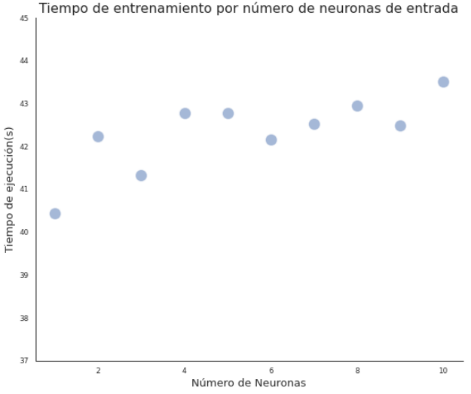 Tiempo de entrenamiento por número de neuronas de entrada
45
44
43
42
41
40
39
38
37
Tiempo de ejecución(s)
2 4 6 8 10
Número de Neuronas